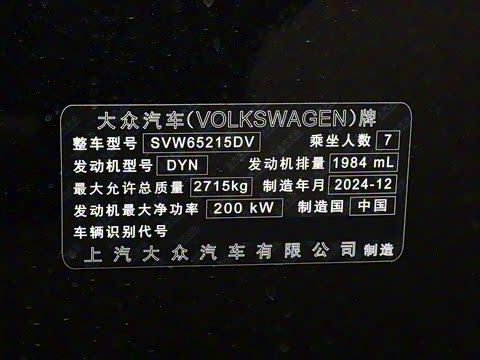 大众汽车(VOLKSWAGEN)牌
整车型号 SVW65215DV 乘坐人数 7
发动机型号 DYN 发动机排量 1984 mL
最大允许总质量 2715kg 制造年月 2024-12
发动机最大净功率 200 kW 制造国 中国
车辆识别代号
上汽大众汽车有限公司 制造